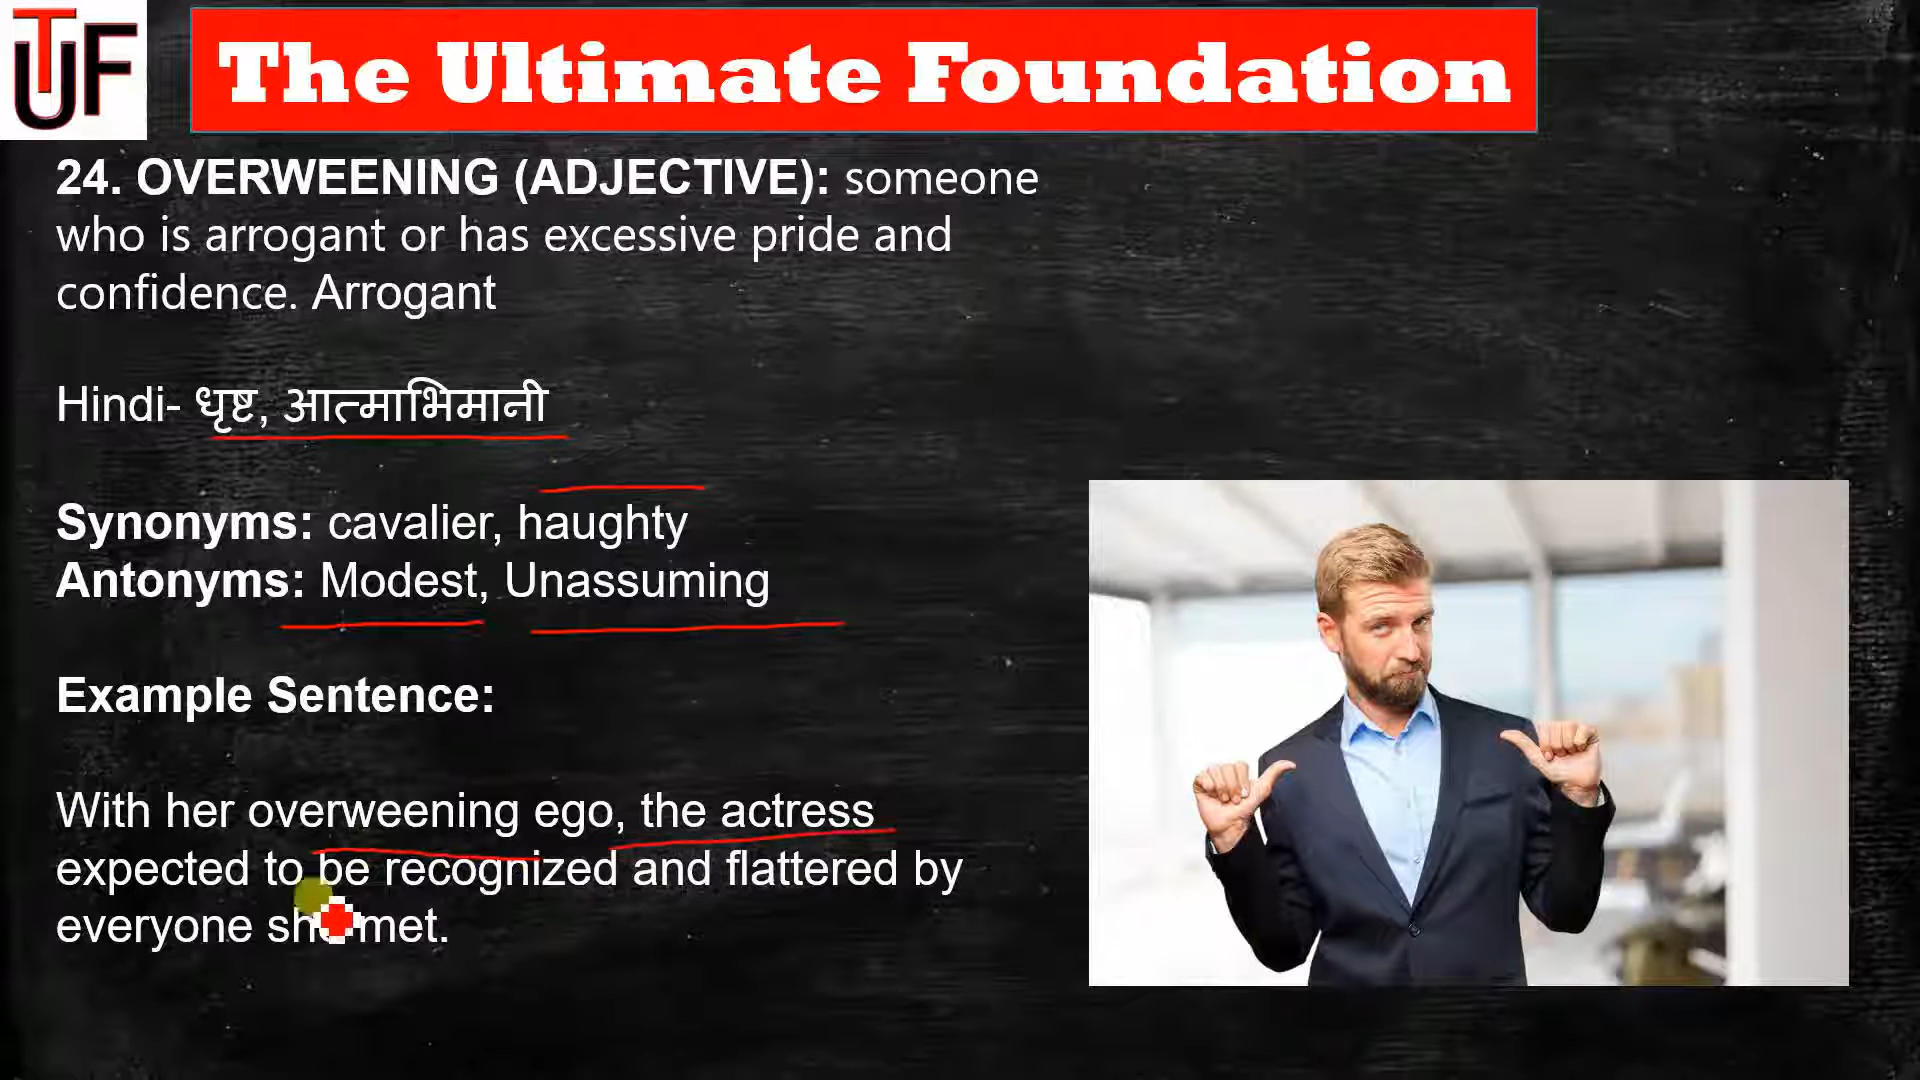 TUF
The Ultimate Foundation
24. OVERWEENING (ADJECTIVE): someone
who is arrogant or has excessive pride and
confidence. Arrogant
Hindi- धृष्ट, आत्माभिमानी
Synonyms: cavalier, haughty
Antonyms: Modest, Unassuming
Example Sentence:
With her overweening ego, the actress
expected to be recognized and flattered by
everyone she met.